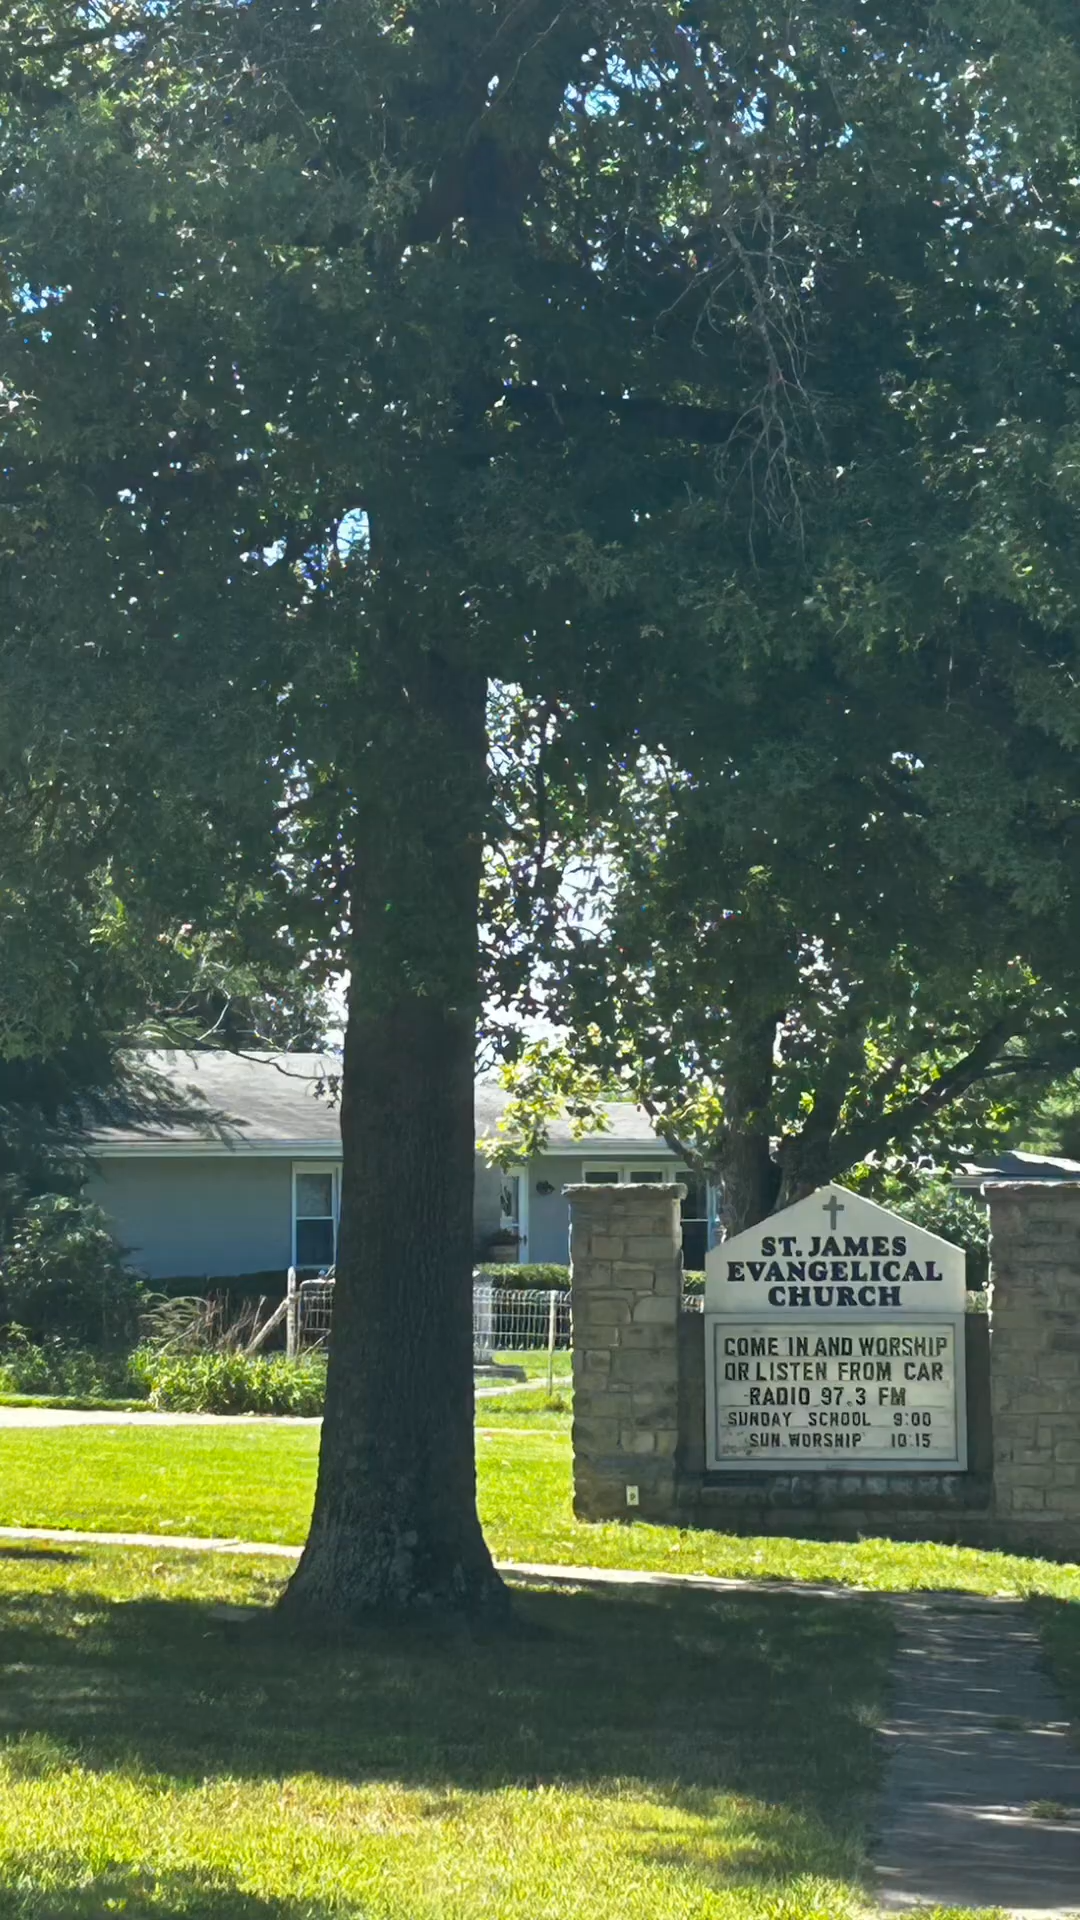 ST. JAMES
EVANGELICAL
CHURCH
COME IN AND WORSHIP
OR LISTEN FROM CAR
RADIO 97.3 FM
SUNDAY SCHOOL 9:00
SUN. WORSHIP 10:15